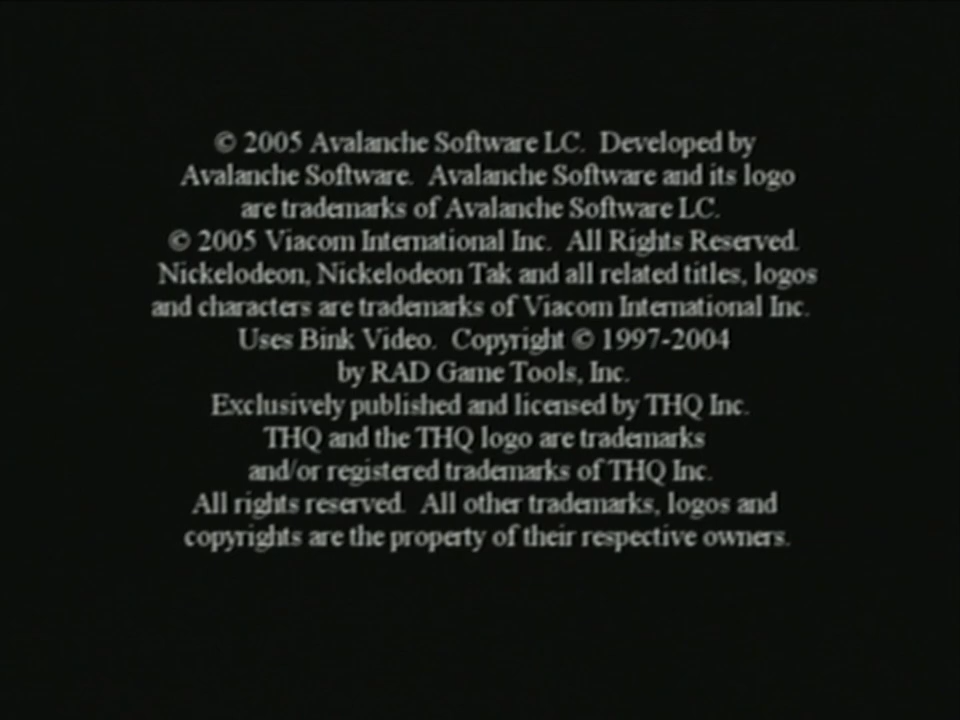 © 2005 Avalanche Software LC.  Developed by
Avalanche Software.  Avalanche Software and its logo
are trademarks of Avalanche Software LC.
© 2005 Viacom International Inc.  All Rights Reserved.
Nickelodeon, Nickelodeon Tak and all related titles, logos
and characters are trademarks of Viacom International Inc.
Uses Bink Video.  Copyright © 1997-2004
by RAD Game Tools, Inc.
Exclusively published and licensed by THQ Inc.
THQ and the THQ logo are trademarks
and/or registered trademarks of THQ Inc.
All rights reserved.  All other trademarks, logos and
copyrights are the property of their respective owners.